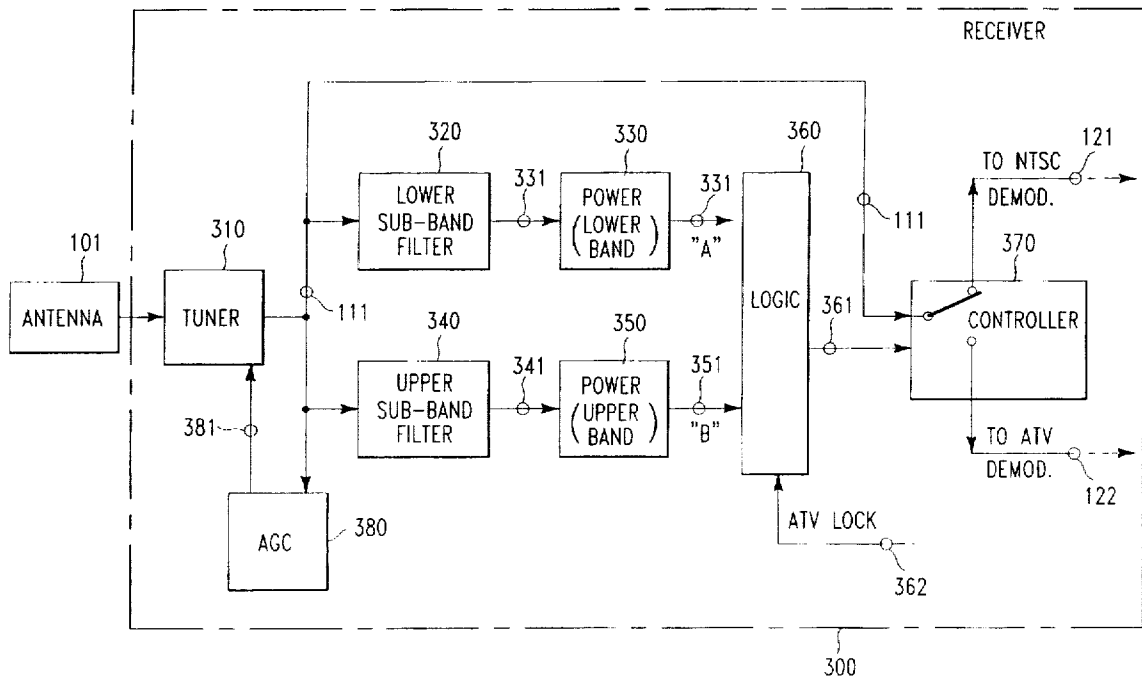 RECEIVER
320
330
360
121
TO NTSC
DEMOD.
LOWER
SUB-BAND
FILTER
331
POWER
(LOWER
BAND)
331
"A"
111
370
101
310
ANTENNA
TUNER
111
LOGIC
361
CONTROLLER
340
350
UPPER
SUB-BAND
FILTER
341
POWER
(UPPER
BAND)
351
"B"
381
TO ATV
DEMOD.
122
AGC
380
ATV LOCK
362
300